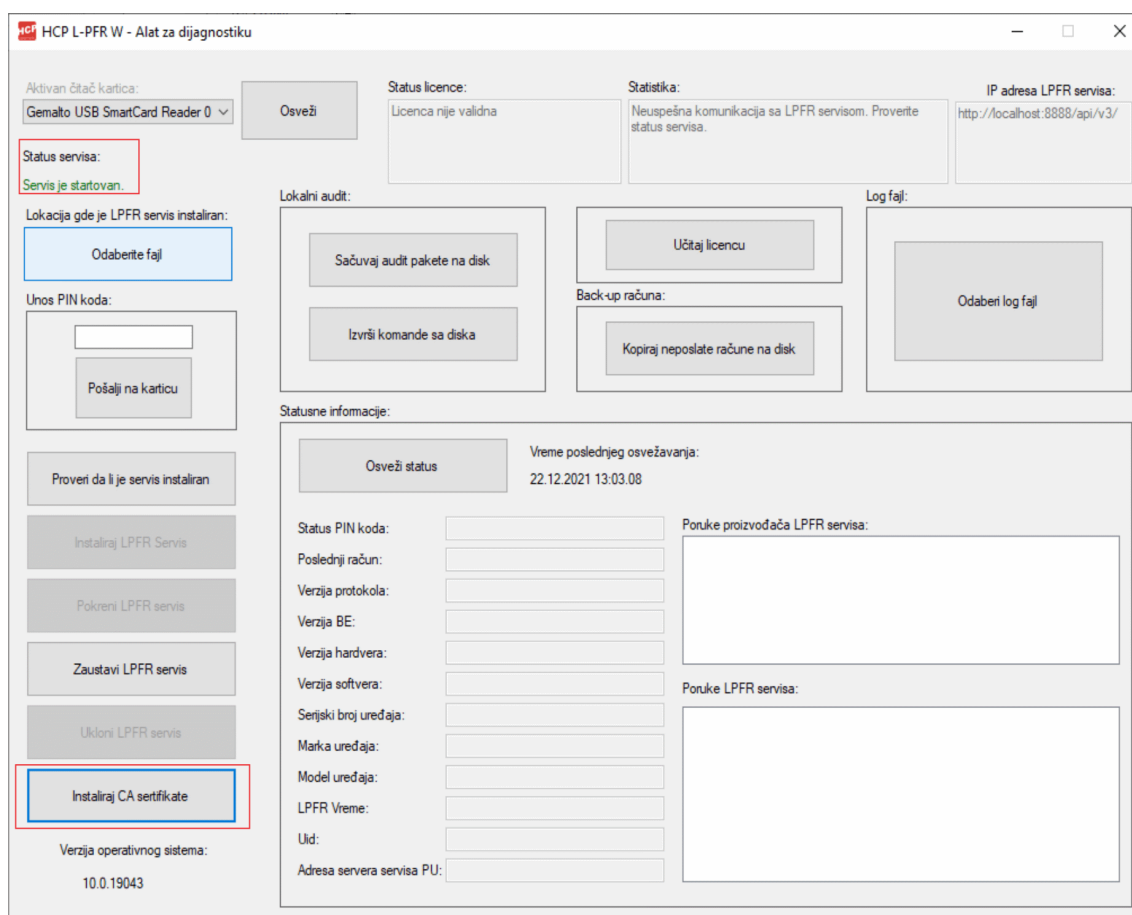 HCP
HCP L-PFR W - Alat za dijagnostiku
Aktivan čitač kartica:
Gemalto USB SmartCard Reader 0
Osveži
Status licence:
Licenca nije validna
Statistika:
Neuspešna komunikacija sa LPFR servisom. Proverite
status servisa.
IP adresa LPFR servisa:
http://localhost:8888/api/v3/
Status servisa:
Servis je startovan.
Lokacija gde je LPFR servis instaliran:
Odaberite fajl
Unos PIN koda:
Pošalji na karticu
Lokalni audit:
Sačuvaj audit pakete na disk
Izvrši komande sa diska
Učitaj licencu
Back-up računa:
Kopiraj neposlate račune na disk
Log fajl:
Odaberi log fajl
Proveri da li je servis instaliran
Instaliraj LPFR Servis
Pokreni LPFR servis
Zaustavi LPFR servis
Ukloni LPFR servis
Instaliraj CA sertifikate
Verzija operativnog sistema:
10.0.19043
Statusne informacije:
Osveži status
Vreme poslednjeg osvežavanja:
22.12.2021 13:03.08
Status PIN koda:
Poslednji račun:
Verzija protokola:
Verzija BE:
Verzija hardvera:
Verzija softvera:
Serijski broj uređaja:
Marka uređaja:
Model uređaja:
LPFR Vreme:
Uid:
Adresa servera servisa PU:
Poruke proizvođača LPFR servisa:
Poruke LPFR servisa: